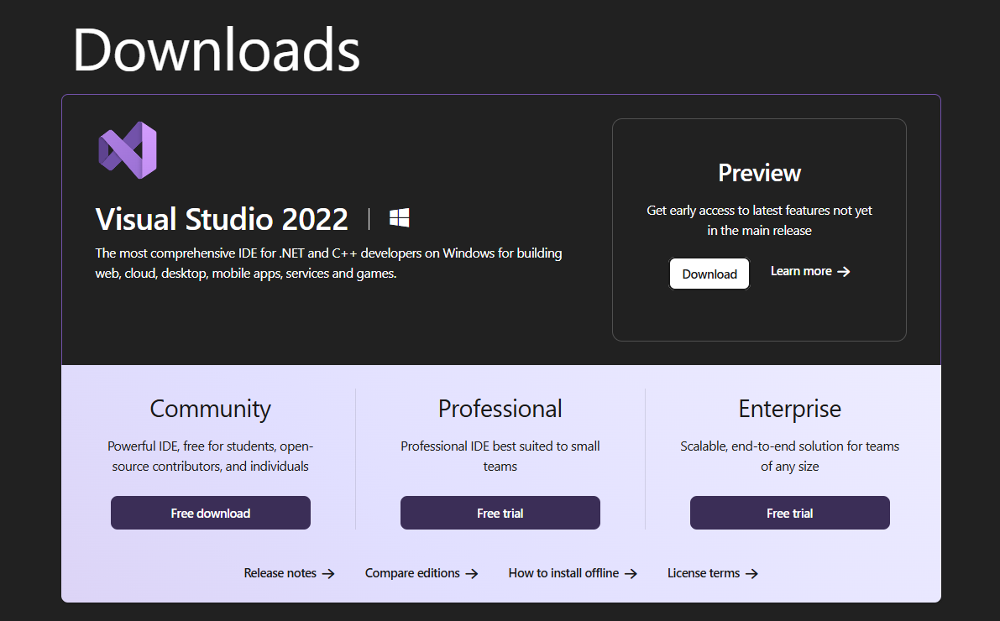 Downloads
Visual Studio 2022
The most comprehensive IDE for .NET and C++ developers on Windows for building
web, cloud, desktop, mobile apps, services and games.
Preview
Get early access to latest features not yet
in the main release
Download
Learn more
Community
Powerful IDE, free for students, open-
source contributors, and individuals
Free download
Professional
Professional IDE best suited to small
teams
Free trial
Enterprise
Scalable, end-to-end solution for teams
of any size
Free trial
Release notes
Compare editions
How to install offline
License terms